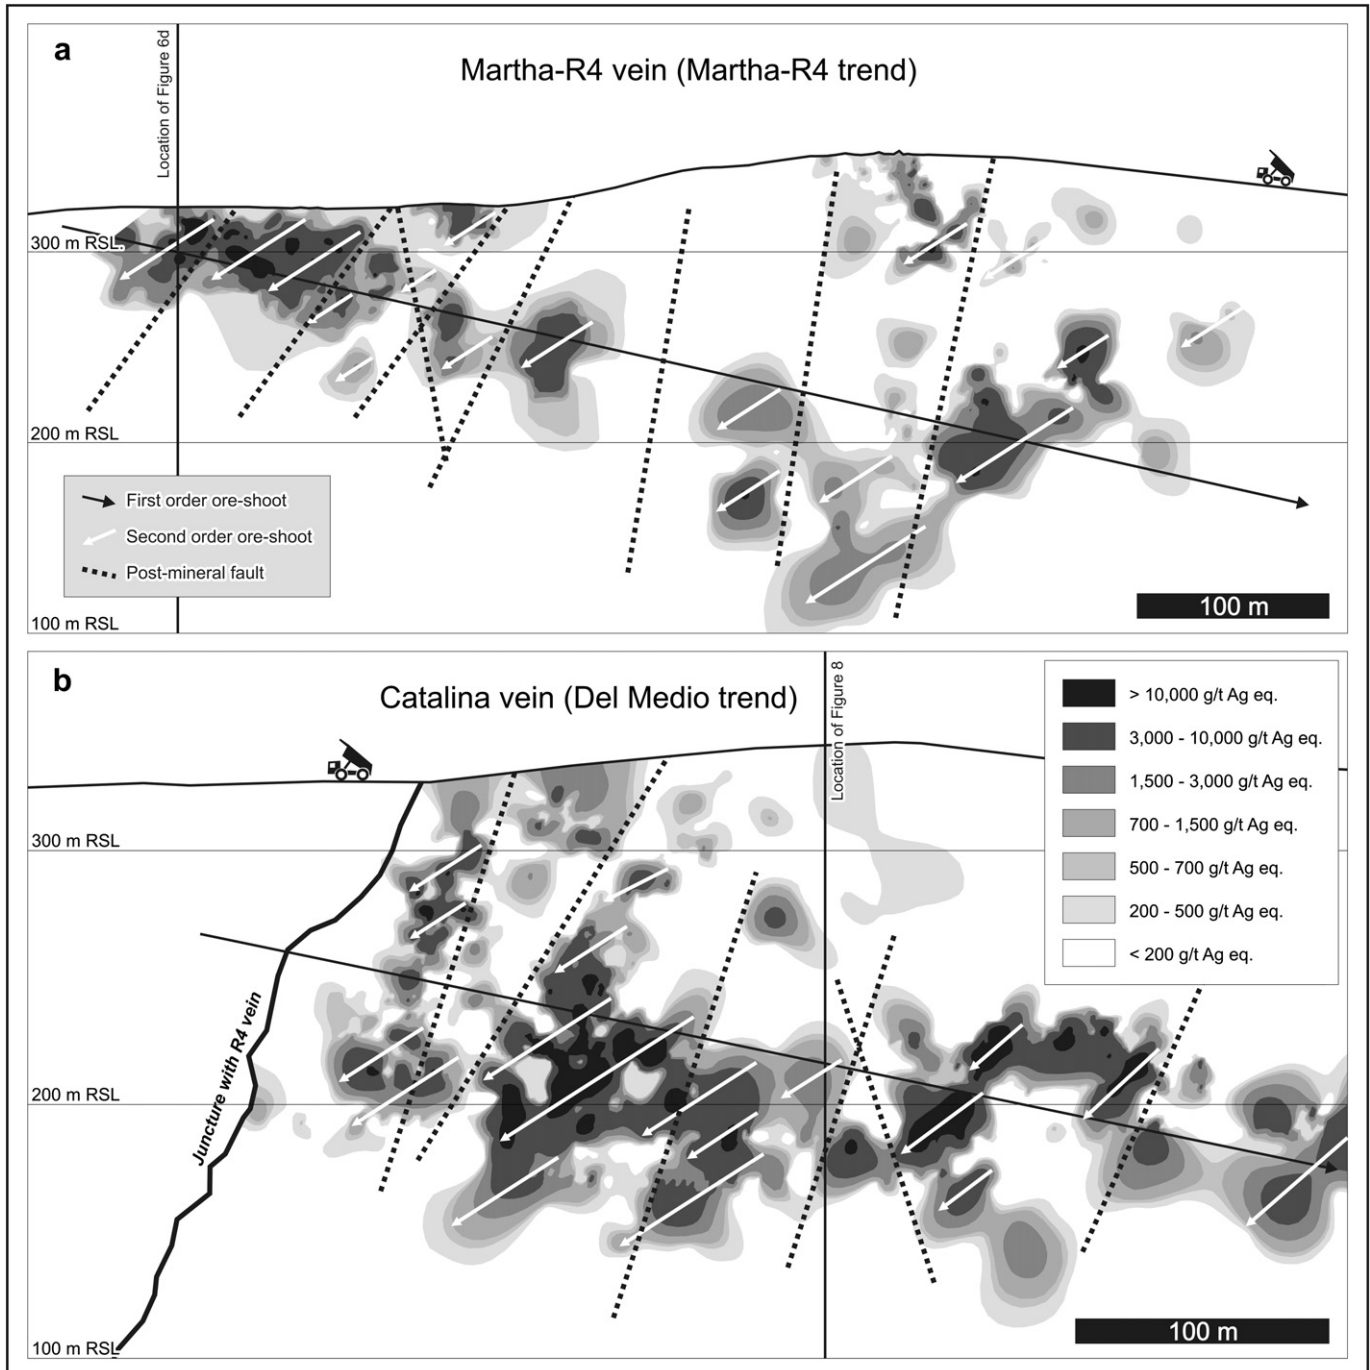 a
Location of Figure 6d
Martha-R4 vein (Martha-R4 trend)
300 m RSL.
200 m RSL
First order ore-shoot
Second order ore-shoot
Post-mineral fault
100 m RSL
100 m
b
Catalina vein (Del Medio trend)
Location of Figure 8
> 10,000 g/t Ag eq.
3,000 - 10,000 g/t Ag eq.
1,500 - 3,000 g/t Ag eq.
700 - 1,500 g/t Ag eq.
500 - 700 g/t Ag eq.
200 - 500 g/t Ag eq.
< 200 g/t Ag eq.
300 m RSL
Juncture with R4 vein
200 m RSL
100 m RSL
100 m